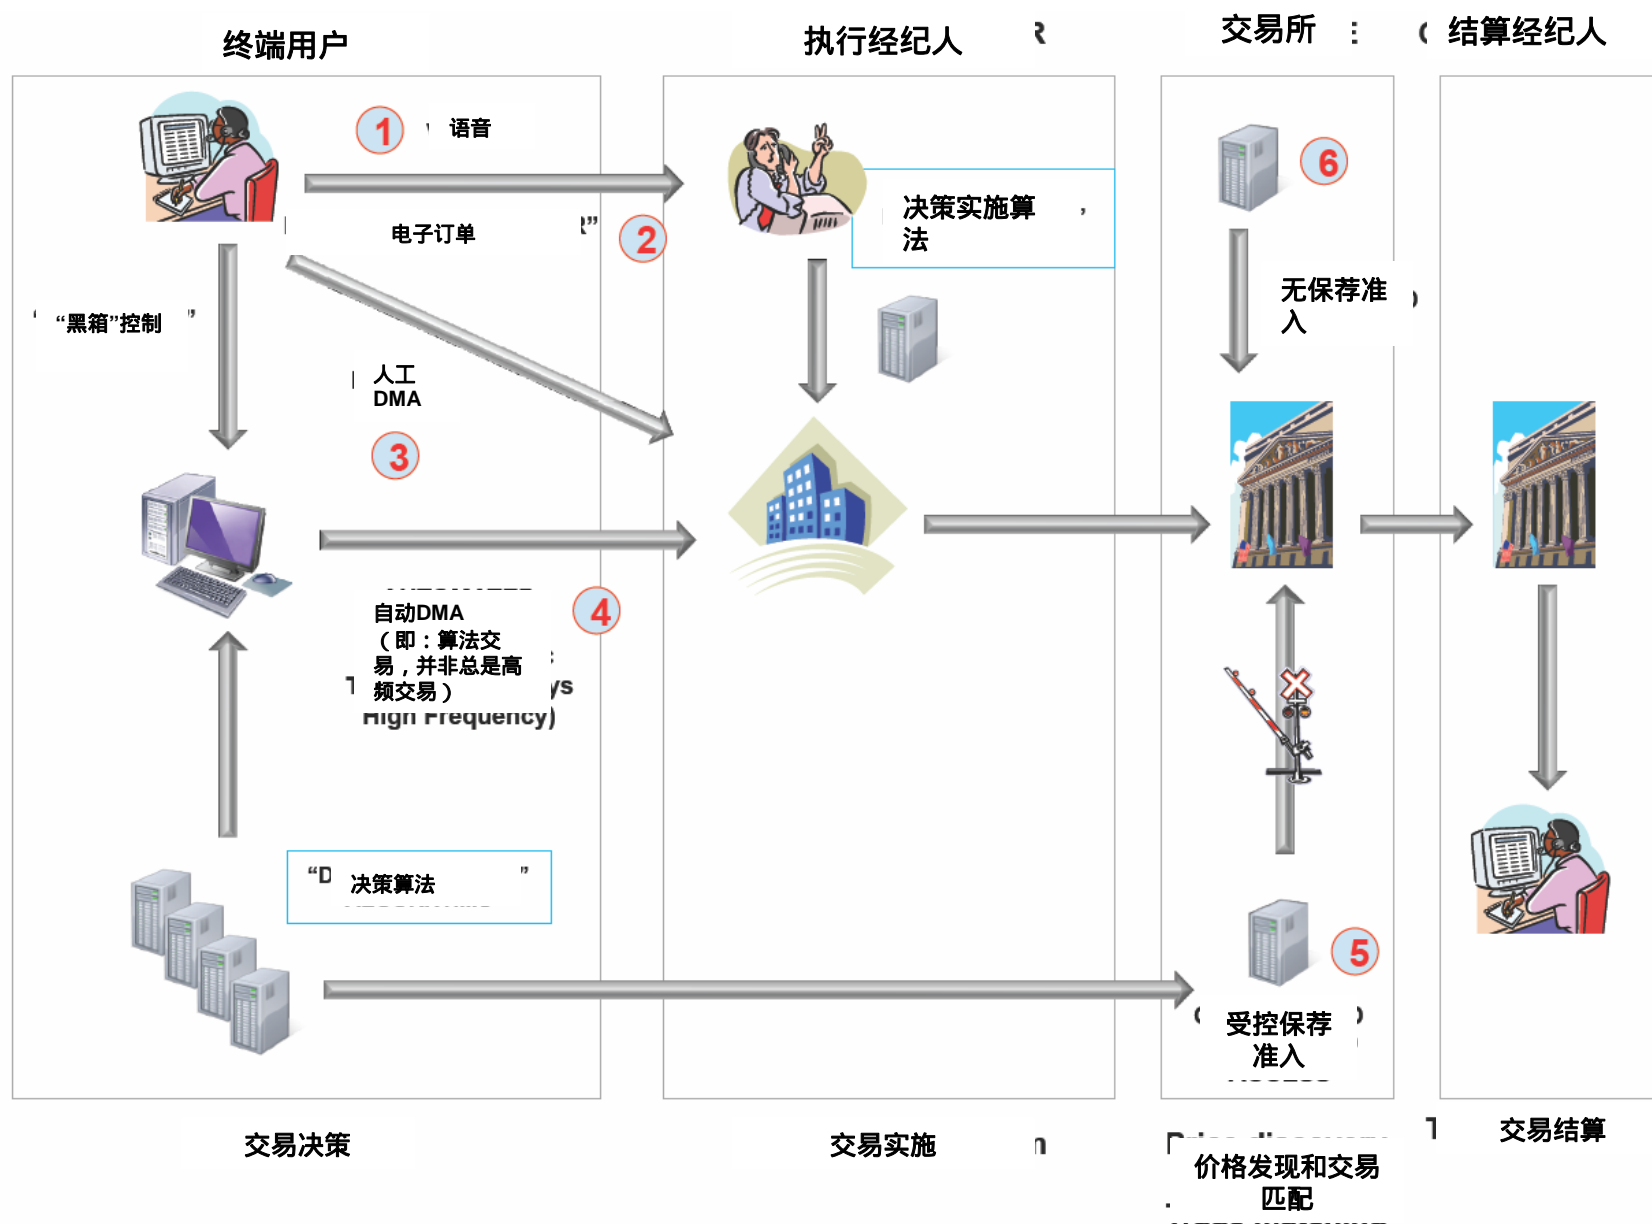 终端用户
执行经纪人
R
交易所
E
结算经纪人
1
语音
电子订单
R”
2
“黑箱”控制
”
人工
DMA
3
决策实施算
法
6
无保荐准
入
自动DMA
（即：算法交
易，并非总是高
频交易）
ys
High Frequency)
4
“D
决策算法
”
5
受控保荐
准入
交易决策
交易实施
n
价格发现和交易
匹配
T
交易结算